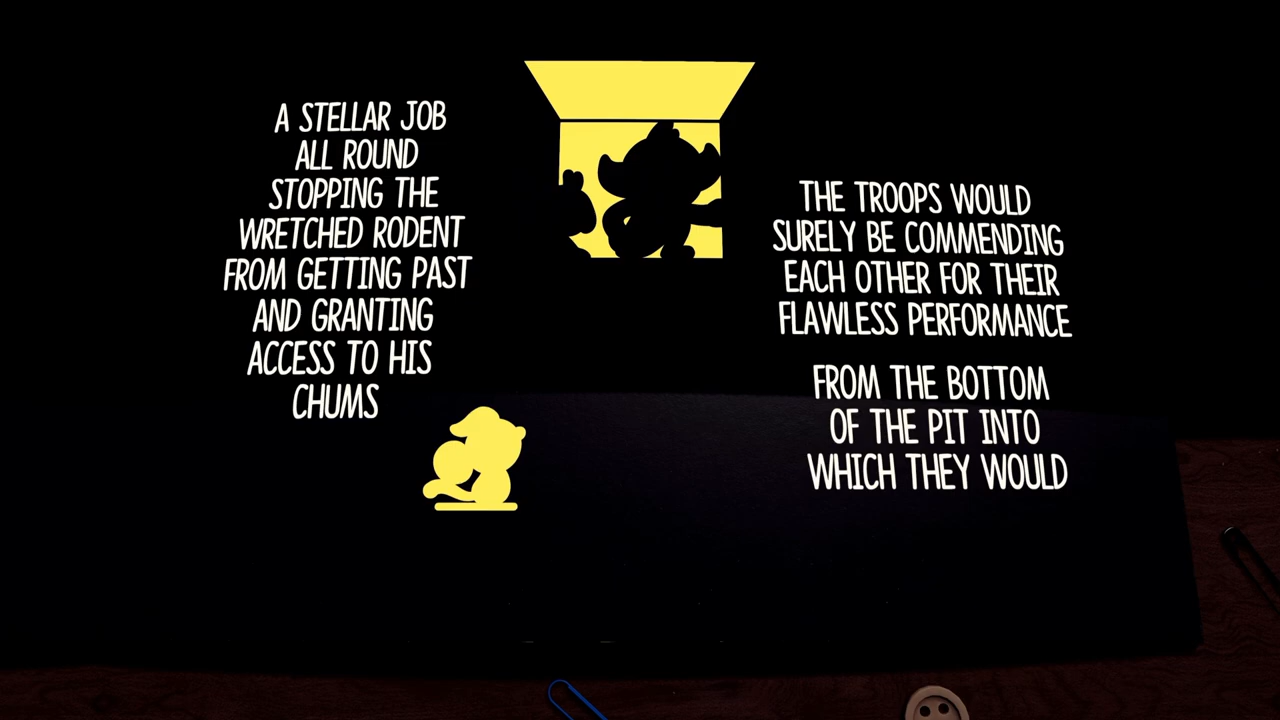 A STELLAR JOB
ALL ROUND
STOPPING THE
WRETCHED RODENT
FROM GETTING PAST
AND GRANTING
ACCESS TO HIS
CHUMS
THE TROOPS WOULD
SURELY BE COMMENDING
EACH OTHER FOR THEIR
FLAWLESS PERFORMANCE
FROM THE BOTTOM
OF THE PIT INTO
WHICH THEY WOULD